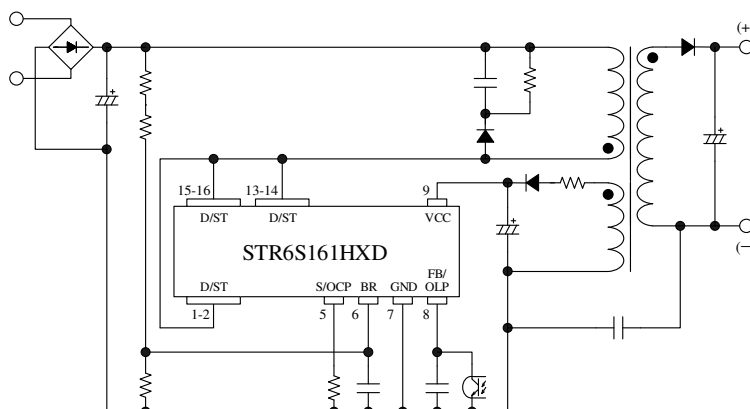 (+)
15-16 13-14 9
D/ST D/ST VCC
STR6S161HXD
FB/
D/ST S/OCP BR GND OLP
1-2 5 6 7 8
(−)
+
+
+